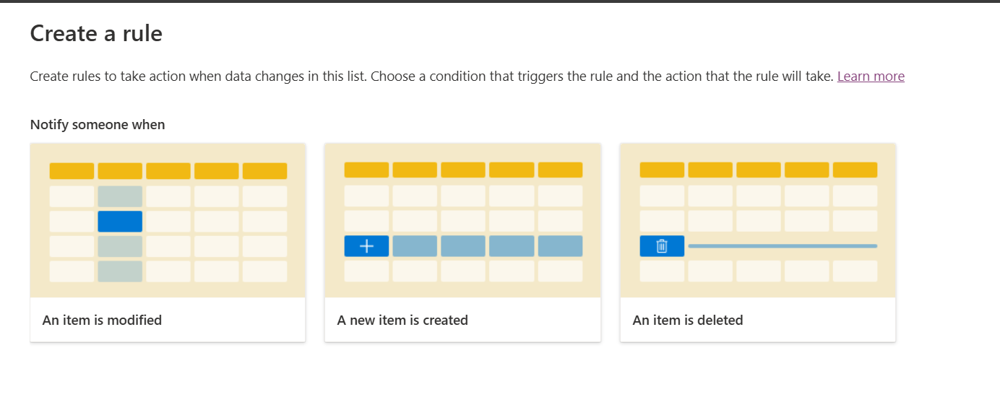 Create a rule
Create rules to take action when data changes in this list. Choose a condition that triggers the rule and the action that the rule will take. Learn more
Notify someone when
An item is modified
A new item is created
An item is deleted